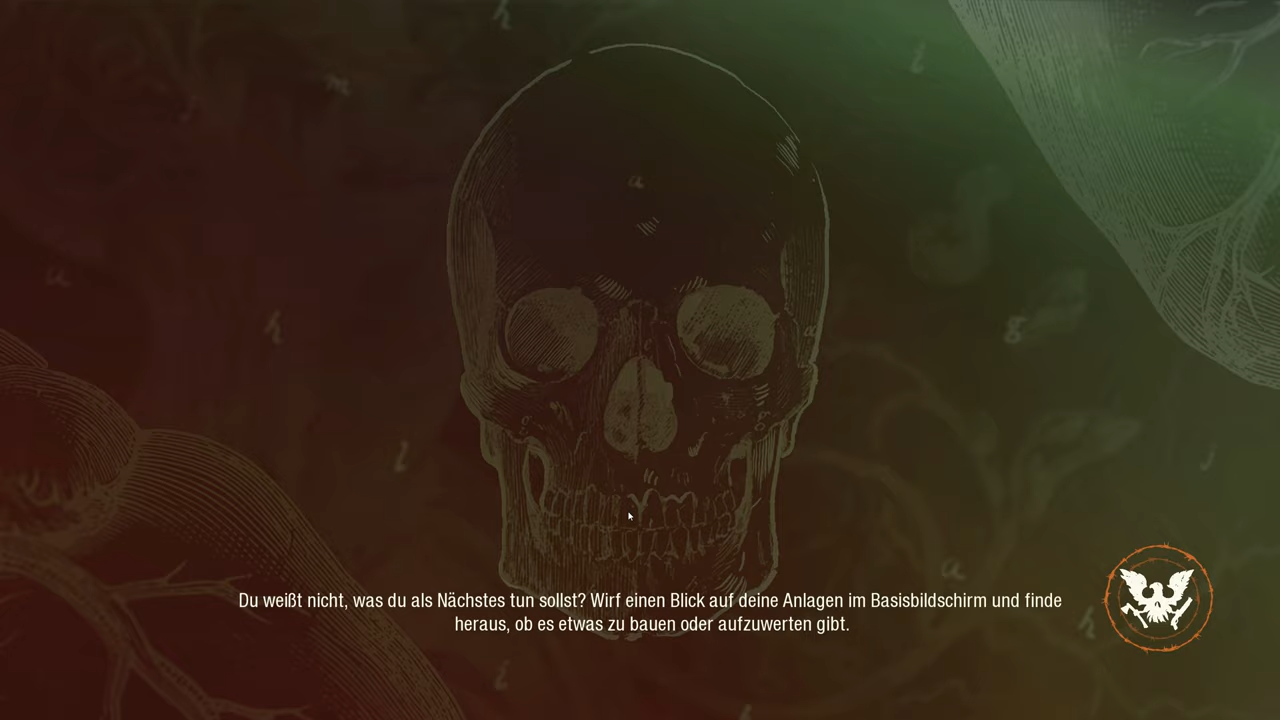 Du weißt nicht, was du als Nächstes tun sollst? Wirf einen Blick auf deine Anlagen im Basisbildschirm und finde
heraus, ob es etwas zu bauen oder aufzuwerten gibt.